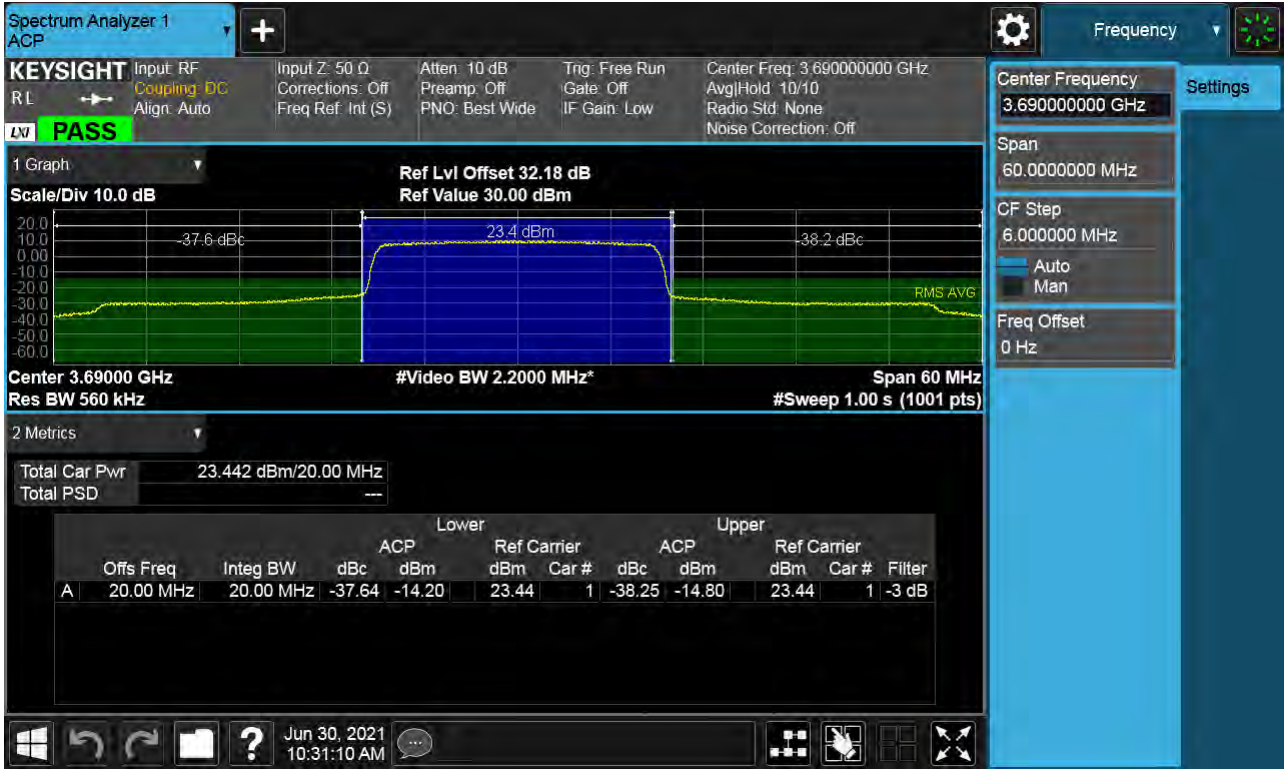 Spectrum Analyzer 1
ACP
Frequency
KEYSIGHT Input: RF Input Z: 50 Ω Atten: 10 dB Trig: Free Run Center Freq: 3.690000000 GHz
RL Coupling: DC Corrections: Off Preamp: Off Gate: Off Avg|Hold: 10/10
Align: Auto Freq Ref: Int (S) PNO: Best Wide IF Gain: Low Radio Std: None
LXI PASS Noise Correction: Off
Center Frequency
3.690000000 GHz
Settings
Span
60.0000000 MHz
CF Step
6.000000 MHz
Auto
Man
Freq Offset
0 Hz
1 Graph
Ref Lvl Offset 32.18 dB
Scale/Div 10.0 dB Ref Value 30.00 dBm
20.0
10.0 -37.6 dBc 23.4 dBm -38.2 dBc
0.00
-10.0
-20.0 RMS AVG
-30.0
-40.0
-50.0
-60.0
Center 3.69000 GHz #Video BW 2.2000 MHz* Span 60 MHz
Res BW 560 kHz #Sweep 1.00 s (1001 pts)
2 Metrics
Total Car Pwr 23.442 dBm/20.00 MHz
Total PSD ---
Lower Upper
ACP Ref Carrier ACP Ref Carrier
Offs Freq Integ BW dBc dBm dBm Car # dBc dBm dBm Car # Filter
A 20.00 MHz 20.00 MHz -37.64 -14.20 23.44 1 -38.25 -14.80 23.44 1 -3 dB
Jun 30, 2021
10:31:10 AM